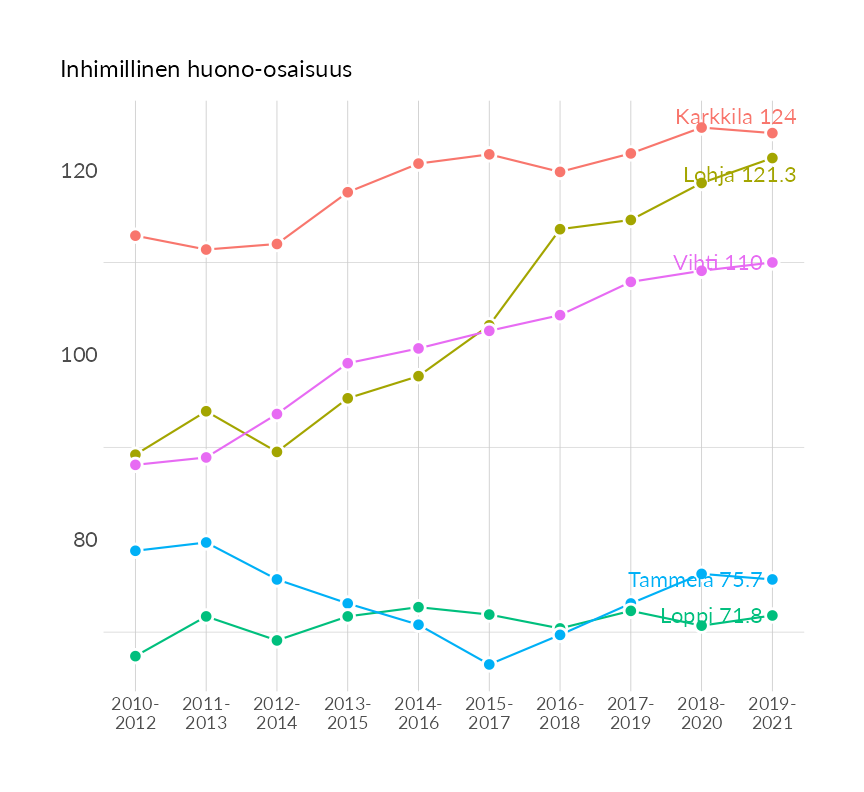 Inhimillinen huono-osaisuus
Karkkila 124
120
Lohja 121.3
Vihti 110
100
80
Tammela 75.7
Loppi 71.8
2010- 2011- 2012- 2013- 2014- 2015- 2016- 2017- 2018- 2019-
2012 2013 2014 2015 2016 2017 2018 2019 2020 2021